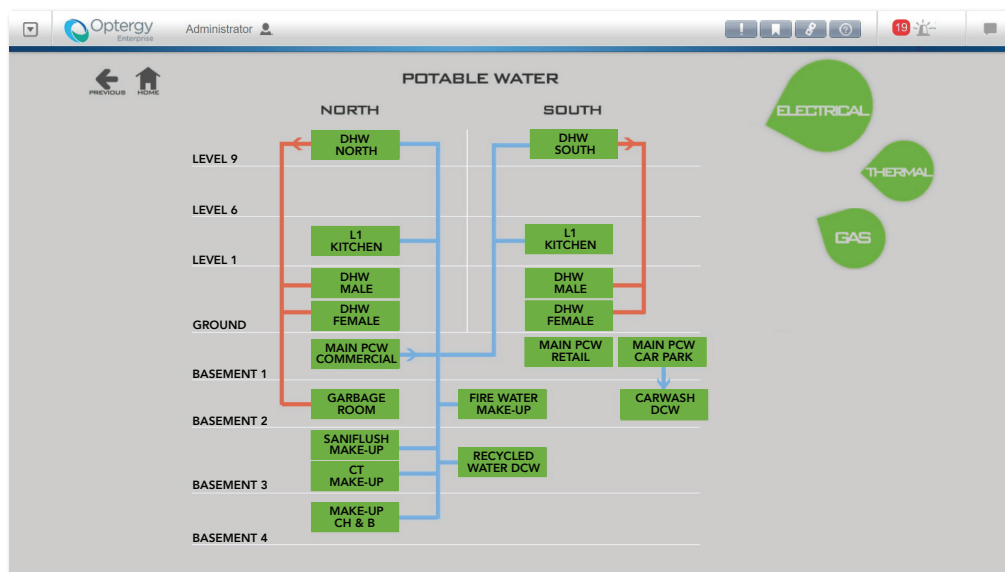 Optergy
Enterprise
Administrator
!
?
19
PREVIOUS
HOME
POTABLE WATER
NORTH
SOUTH
ELECTRICAL
THERMAL
GAS
DHW
NORTH
DHW
SOUTH
LEVEL 9
LEVEL 6
L1
KITCHEN
L1
KITCHEN
LEVEL 1
DHW
MALE
DHW
MALE
DHW
FEMALE
DHW
FEMALE
GROUND
MAIN PCW
COMMERCIAL
MAIN PCW
RETAIL
MAIN PCW
CAR PARK
BASEMENT 1
GARBAGE
ROOM
FIRE WATER
MAKE-UP
CARWASH
DCW
BASEMENT 2
SANIFLUSH
MAKE-UP
RECYCLED
WATER DCW
CT
MAKE-UP
BASEMENT 3
MAKE-UP
CH & B
BASEMENT 4